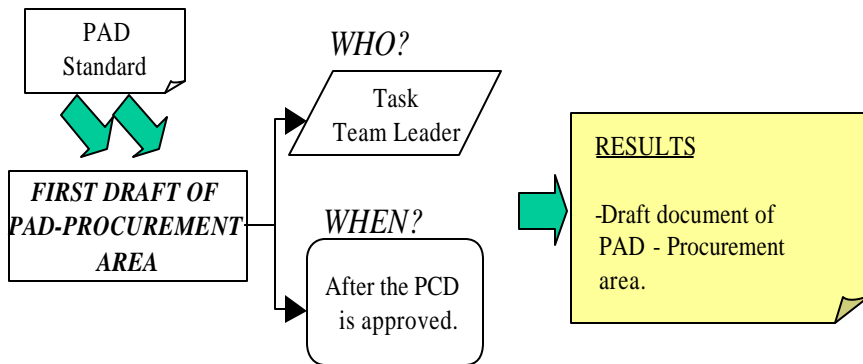 PAD
Standard
FIRST DRAFT OF
PAD-PROCUREMENT
AREA
WHO?
Task
Team Leader
WHEN?
After the PCD
is approved.
RESULTS
-Draft document of
PAD - Procurement
area.